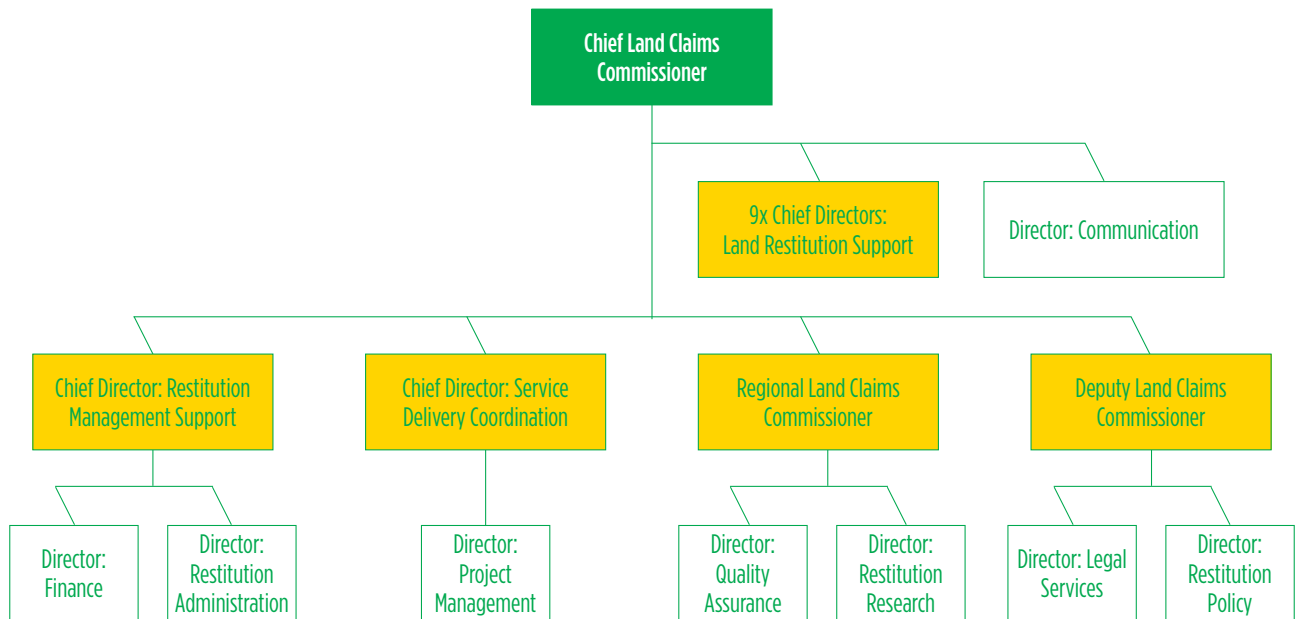 Chief Land Claims
Commissioner
9x Chief Directors:
Land Restitution Support
Director: Communication
Chief Director: Restitution
Management Support
Chief Director: Service
Delivery Coordination
Regional Land Claims
Commissioner
Deputy Land Claims
Commissioner
Director:
Finance
Director:
Restitution
Administration
Director:
Project
Management
Director:
Quality
Assurance
Director:
Restitution
Research
Director: Legal
Services
Director:
Restitution
Policy